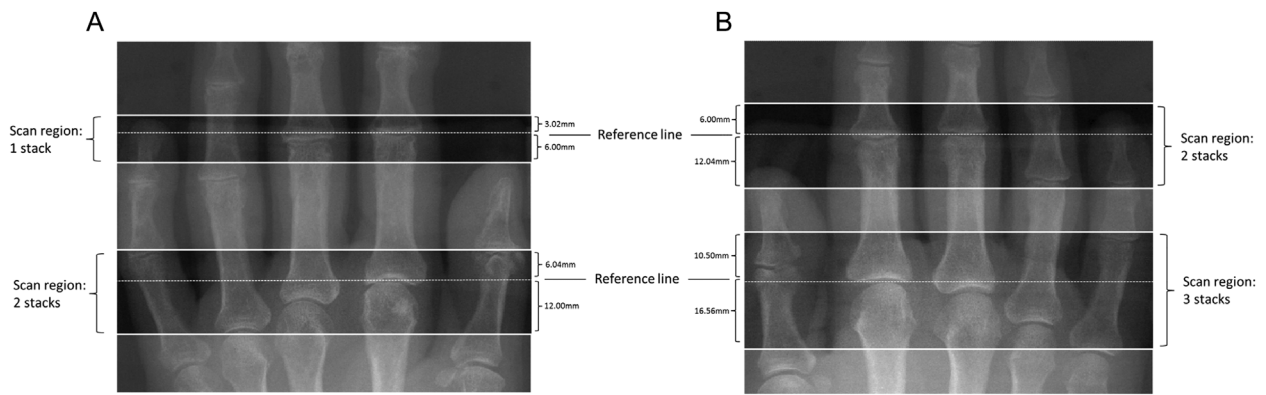 A
B
Scan region:
1 stack
3.02mm
6.00mm
Reference line
6.00mm
12.04mm
Scan region:
2 stacks
Scan region:
2 stacks
6.04mm
12.00mm
Reference line
10.50mm
16.56mm
Scan region:
3 stacks